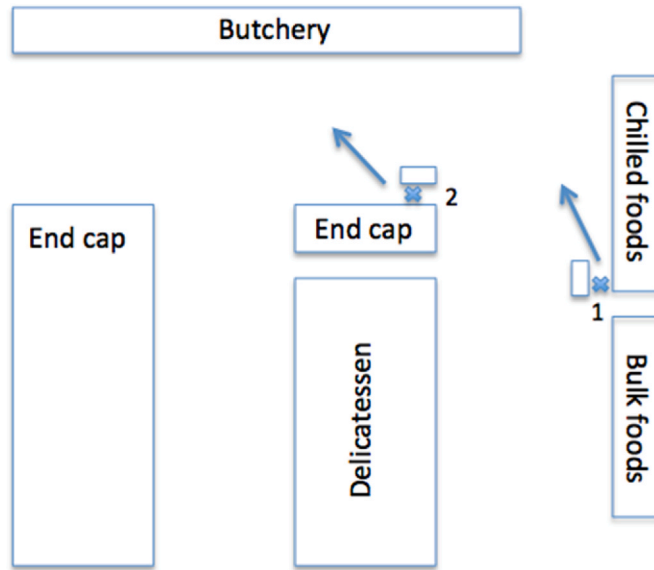 Butchery
Chilled foods
2
End cap
End cap
1
Delicatessen
Bulk foods